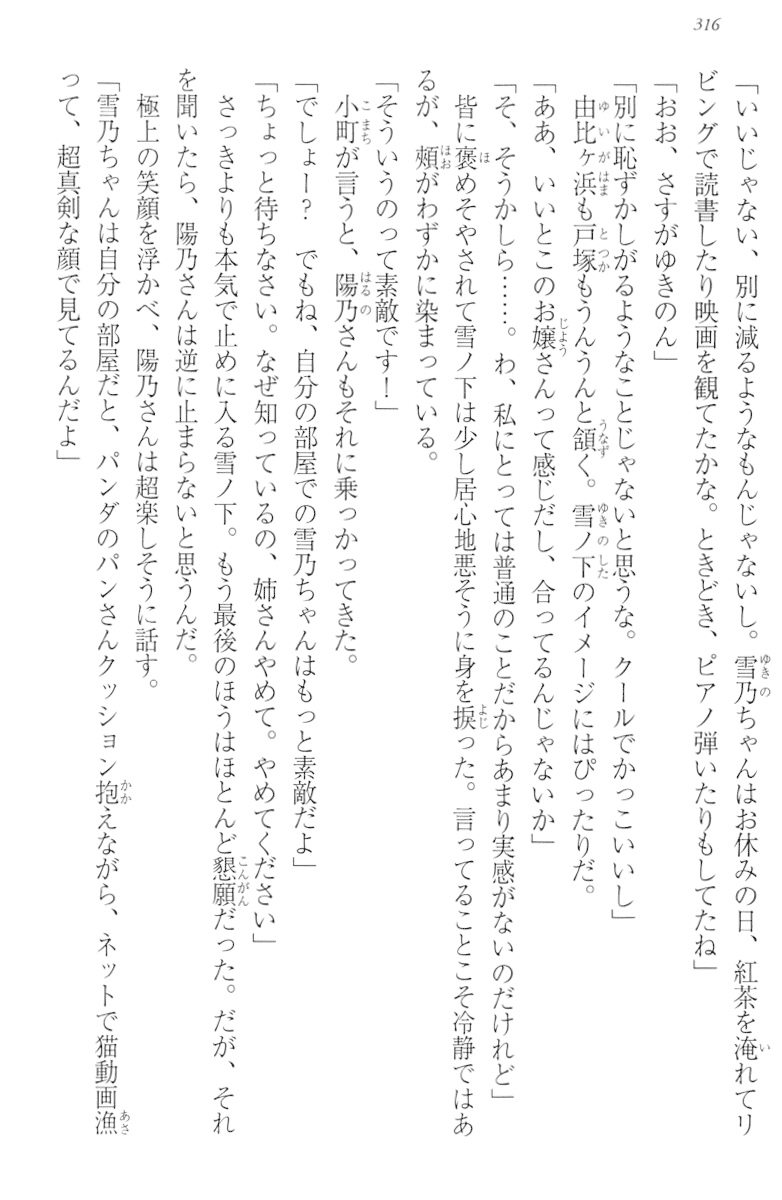 316
「いいじゃない、別に減るようなもんじゃないし。雪乃ちゃんはお休みの日、紅茶を淹れてリ
ビングで読書したり映画を観てたかな。ときどき、ピアノ弾いたりもしてたね」
「おお、さすがゆきのん」
「別に恥ずかしがるようなことじゃないと思うな。クールでかっこいいし」
由比ヶ浜も戸塚もうんうんと頷く。雪ノ下のイメージにはぴったりだ。
「ああ、いいとこのお嬢さんって感じだし、合ってるんじゃないか」
「そ、そうかしら……。わ、私にとっては普通のことだからあまり実感がないのだけれど」
皆に褒めそやされて雪ノ下は少し居心地悪そうに身を捩った。言ってることこそ冷静ではあ
るが、頰がわずかに染まっている。
「そういうのって素敵です！」
小町が言うと、陽乃さんもそれに乗っかってきた。
「でしょー？　でもね、自分の部屋での雪乃ちゃんはもっと素敵だよ」
「ちょっと待ちなさい。なぜ知っているの、姉さんやめて。やめてください」
さっきよりも本気で止めに入る雪ノ下。もう最後のほうはほとんど懇願だった。だが、それ
を聞いたら、陽乃さんは逆に止まらないと思うんだ。
極上の笑顔を浮かべ、陽乃さんは超楽しそうに話す。
「雪乃ちゃんは自分の部屋だと、パンダのパンさんクッション抱えながら、ネットで猫動画漁
って、超真剣な顔で見てるんだよ」